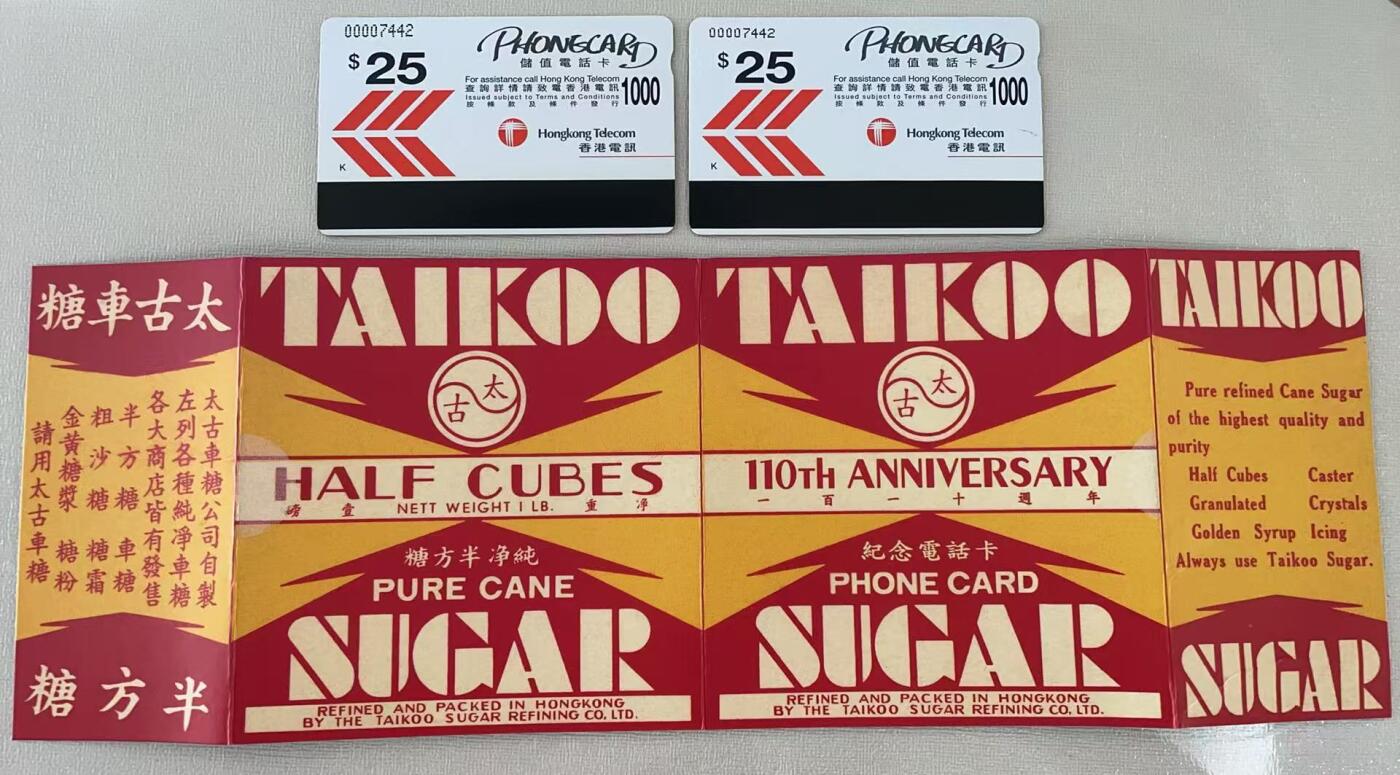 00007442
$25
PHONECARD
儲值電話卡
For assistance call Hong Kong Telecom
查詢詳情請致電香港電訊
Issued subject to Terms and Conditions
按條款及條件發行
1000
Hongkong Telecom
香港電訊
K
00007442
$25
PHONECARD
儲值電話卡
For assistance call Hong Kong Telecom
查詢詳情請致電香港電訊
Issued subject to Terms and Conditions
按條款及條件發行
1000
Hongkong Telecom
香港電訊
K
糖車古太
太古車糖公司自製
左列各種純淨車糖
各大商店皆有發售
半方糖 車糖
粗沙糖 糖霜
金黃糖漿 糖粉
請用太古車糖
糖方半
TAIKOO
太古
HALF CUBES
磅壹 NETT WEIGHT 1 LB. 重淨
糖方半净純
PURE CANE
SUGAR
REFINED AND PACKED IN HONGKONG
BY THE TAIKOO SUGAR REFINING CO, LTD.
TAIKOO
太古
110TH ANNIVERSARY
一百一十週年
紀念電話卡
PHONE CARD
SUGAR
REFINED AND PACKED IN HONGKONG
BY THE TAIKOO SUGAR REFINING CO, LTD.
TAIKOO
Pure refined Cane Sugar
of the highest quality and
purity
Half Cubes Caster
Granulated Crystals
Golden Syrup Icing
Always use Taikoo Sugar.
SUGAR